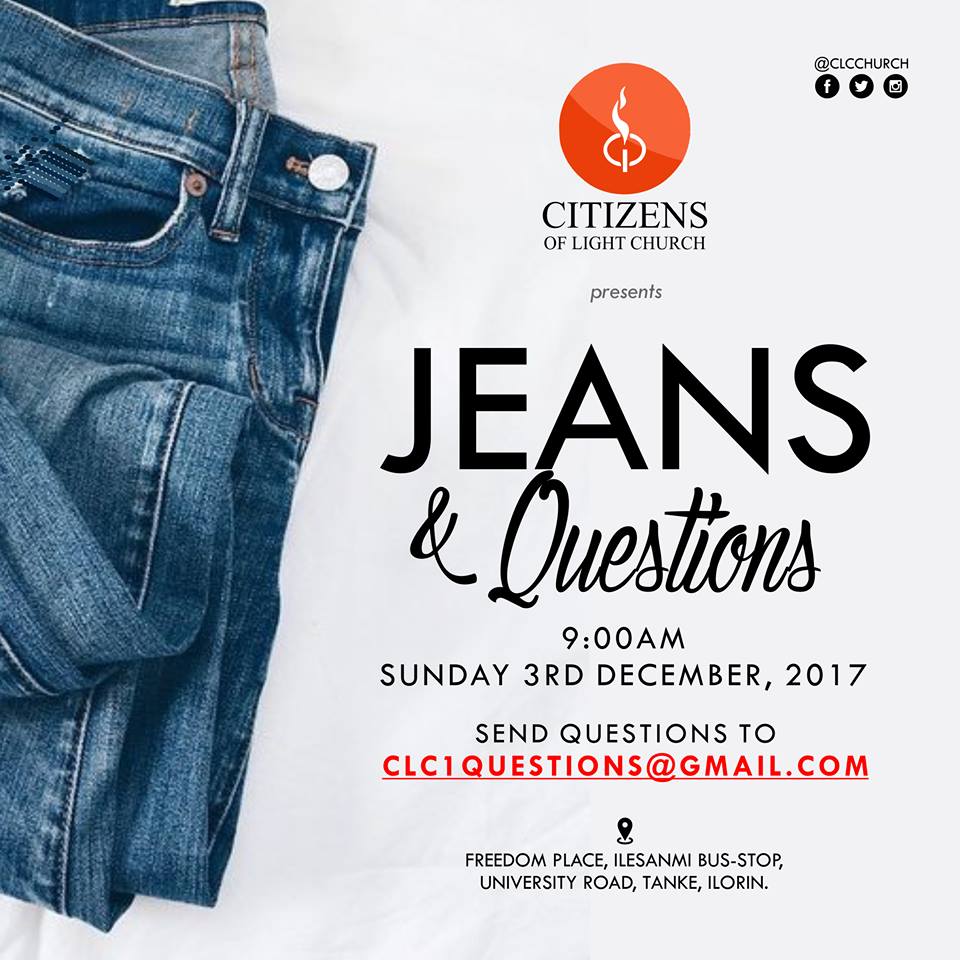 @CLCCHURCH
CITIZENS
OF LIGHT CHURCH
presents
JEANS
& Questions
9:00AM
SUNDAY 3RD DECEMBER, 2017
SEND QUESTIONS TO
CLC1QUESTIONS@GMAIL.COM
FREEDOM PLACE, ILESANMI BUS-STOP,
UNIVERSITY ROAD, TANKE, ILORIN.